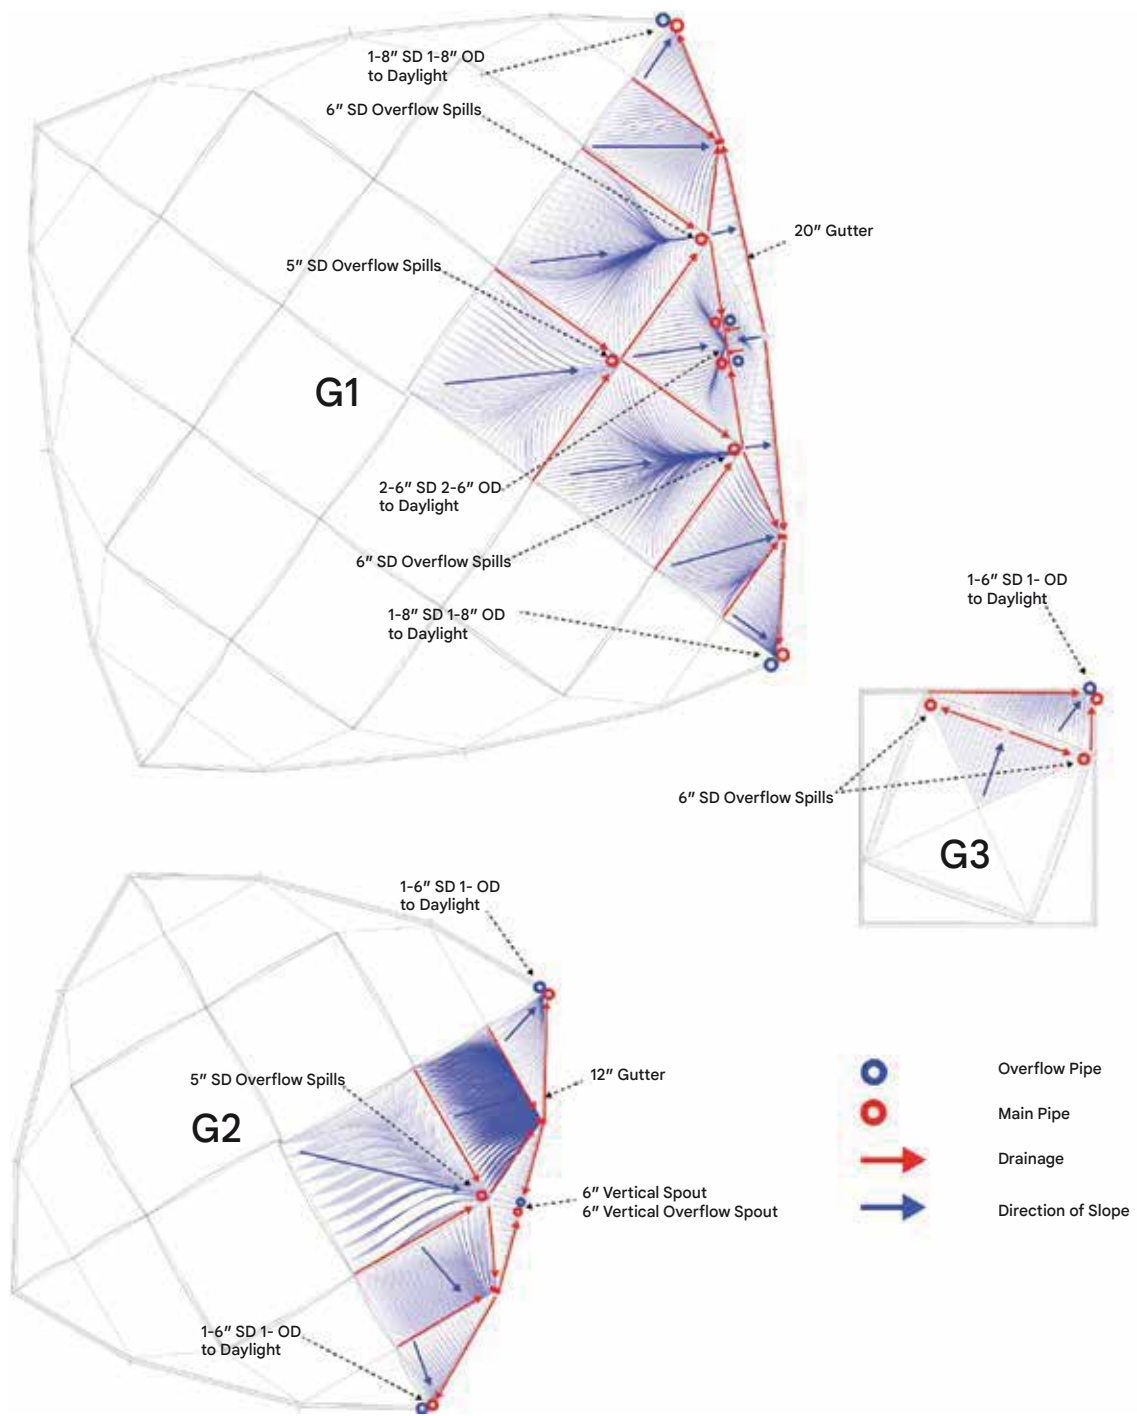 1-8" SD 1-8" OD
to Daylight
6" SD Overflow Spills
20" Gutter
5" SD Overflow Spills
G1
2-6" SD 2-6" OD
to Daylight
6" SD Overflow Spills
1-8" SD 1-8" OD
to Daylight
1-6" SD 1- OD
to Daylight
6" SD Overflow Spills
G3
1-6" SD 1- OD
to Daylight
5" SD Overflow Spills
12" Gutter
G2
6" Vertical Spout
6" Vertical Overflow Spout
1-6" SD 1- OD
to Daylight
Overflow Pipe
Main Pipe
Drainage
Direction of Slope